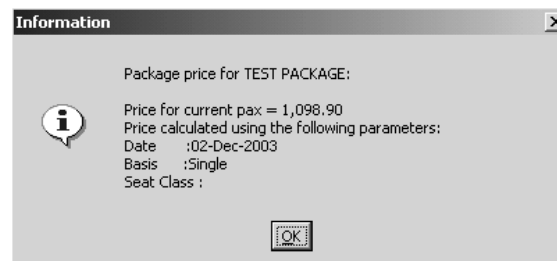 Information
Package price for TEST PACKAGE:
Price for current pax = 1,098.90
Price calculated using the following parameters:
Date :02-Dec-2003
Basis :Single
Seat Class :
OK